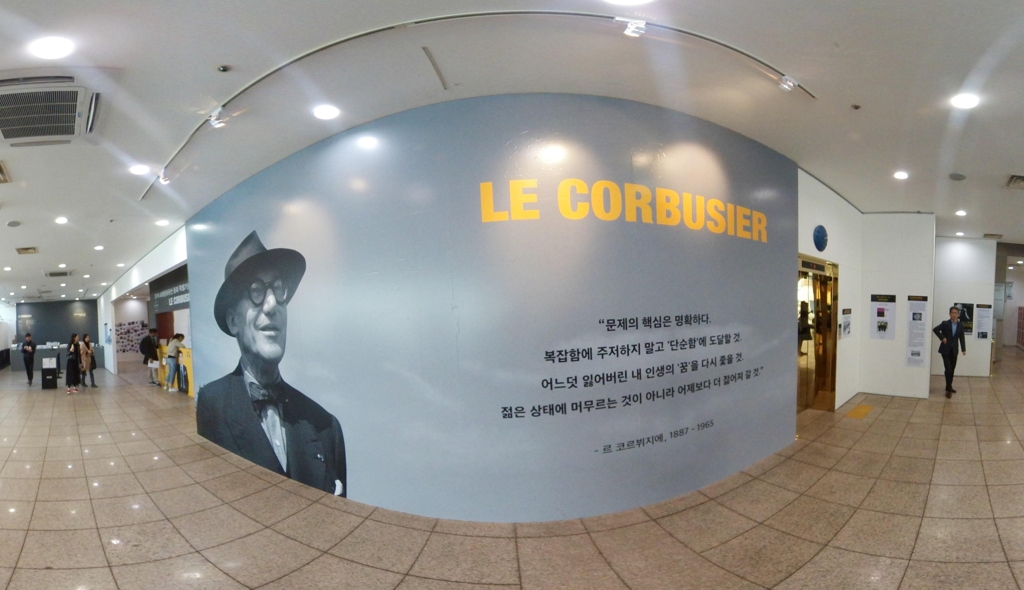 LE CORBUSIER
“문제의 핵심은 명확하다.
복잡함에 주저하지 말고 ‘단순함’에 도달할 것.
어느덧 잃어버린 내 인생의 ‘꿈’을 다시 좇을 것.
젊은 상태에 머무르는 것이 아니라 어제보다 더 젊어져 갈 것.”
- 르 코르뷔지에, 1887 - 1965
LE CORBUSIER